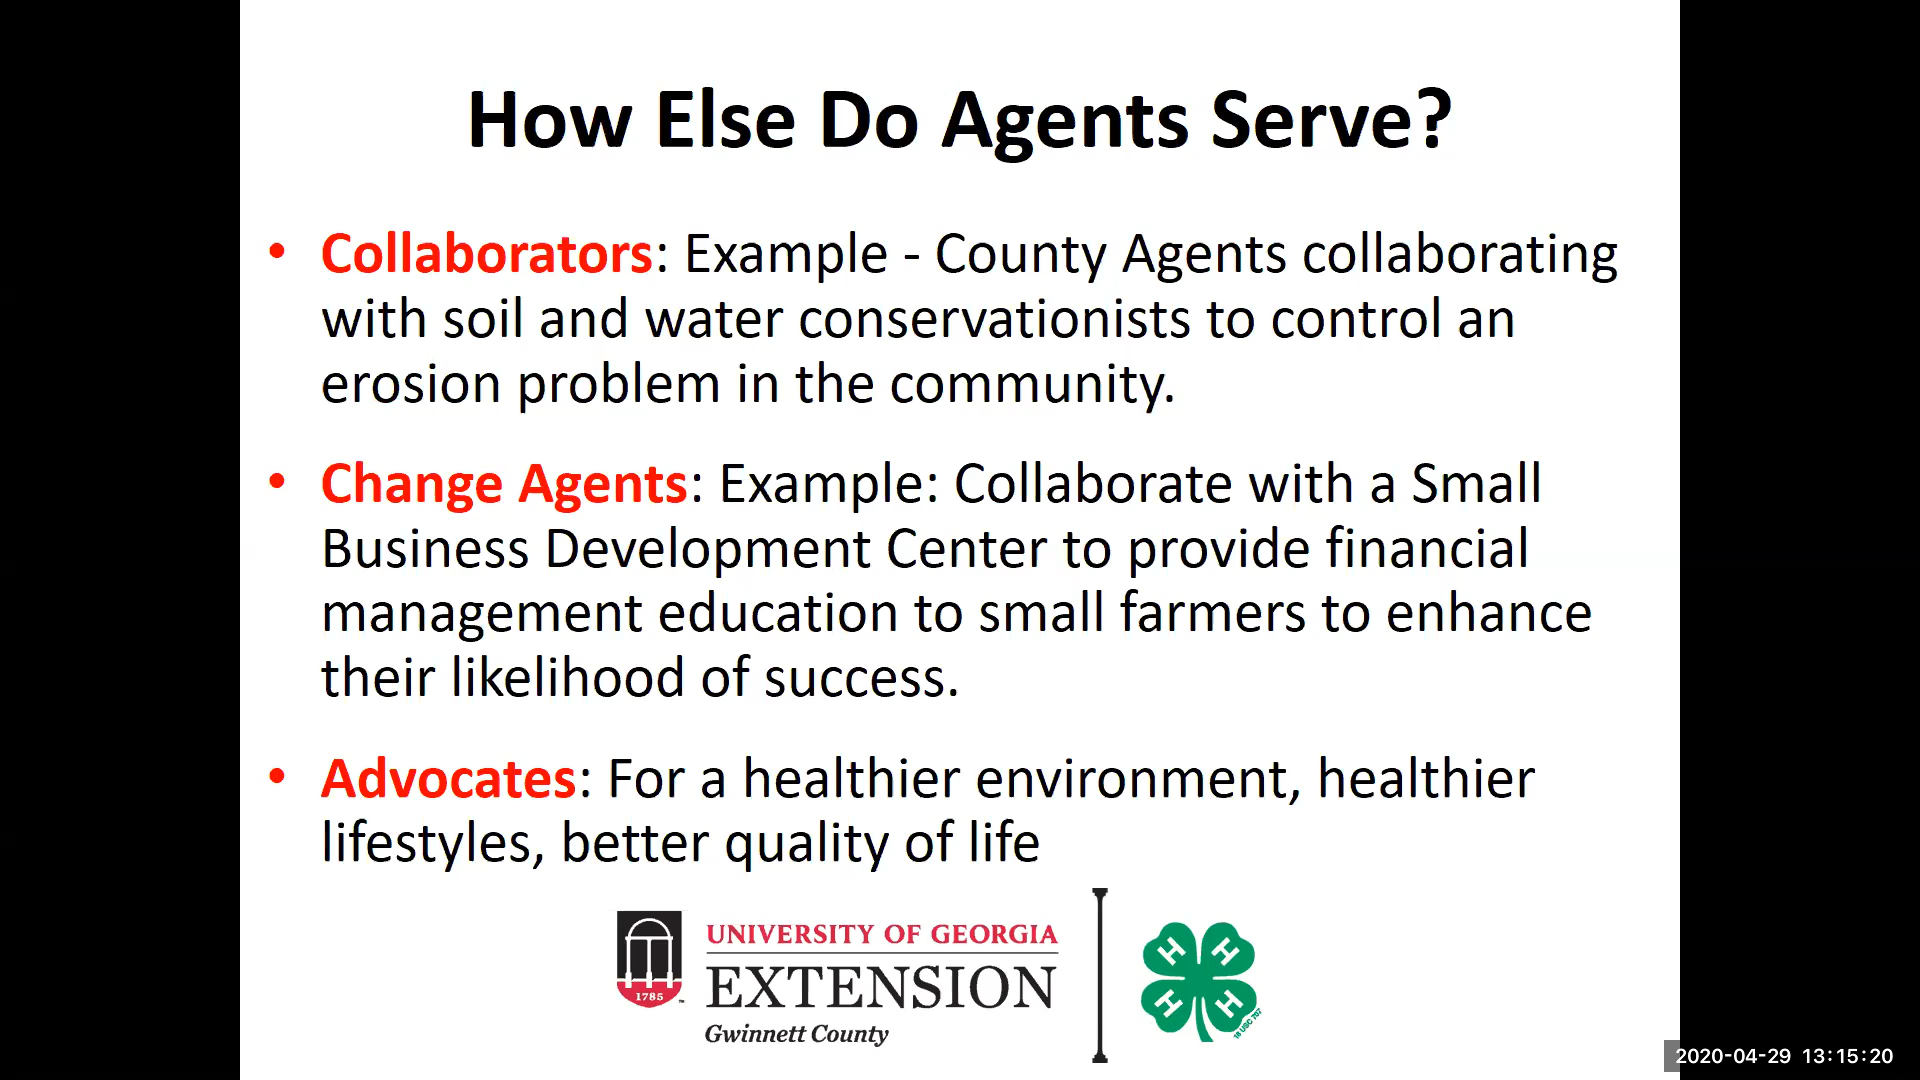 How Else Do Agents Serve?
• Collaborators: Example - County Agents collaborating
with soil and water conservationists to control an
erosion problem in the community.
• Change Agents: Example: Collaborate with a Small
Business Development Center to provide financial
management education to small farmers to enhance
their likelihood of success.
• Advocates: For a healthier environment, healthier
lifestyles, better quality of life
1785
UNIVERSITY OF GEORGIA
EXTENSION
Gwinnett County
H H
H H
18 USC 707
2020-04-29 13:15:20